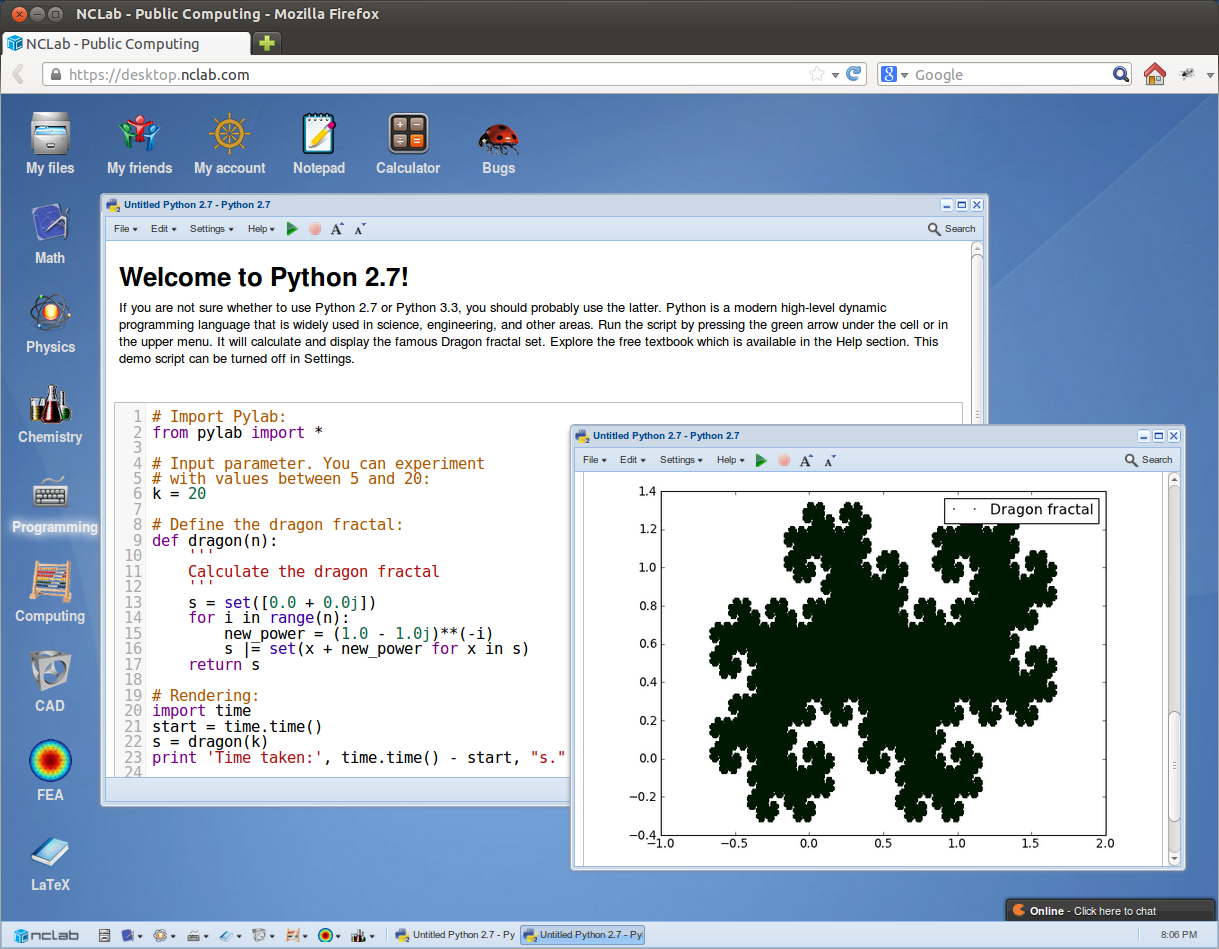 NCLab - Public Computing - Mozilla Firefox
NCLab - Public Computing
https://desktop.nclab.com
Google
My files
My friends
My account
Notepad
Calculator
Bugs
Math
Physics
Chemistry
Programming
Computing
CAD
FEA
LaTeX
Untitled Python 2.7 - Python 2.7
File Edit Settings Help A A Search
Welcome to Python 2.7!
If you are not sure whether to use Python 2.7 or Python 3.3, you should probably use the latter. Python is a modern high-level dynamic
programming language that is widely used in science, engineering, and other areas. Run the script by pressing the green arrow under the cell or in
the upper menu. It will calculate and display the famous Dragon fractal set. Explore the free textbook which is available in the Help section. This
demo script can be turned off in Settings.
1 # Import Pylab:
2 from pylab import *
3
4 # Input parameter. You can experiment
5 # with values between 5 and 20:
6 k = 20
7
8 # Define the dragon fractal:
9 def dragon(n):
10 '''
11 Calculate the dragon fractal
12 '''
13 s = set([0.0 + 0.0j])
14 for i in range(n):
15 new_power = (1.0 - 1.0j)**(-i)
16 s |= set(x + new_power for x in s)
17 return s
18
19 # Rendering:
20 import time
21 start = time.time()
22 s = dragon(k)
23 print 'Time taken:', time.time() - start, "s."
24
Untitled Python 2.7 - Python 2.7
File Edit Settings Help A A Search
Dragon fractal
1.4
1.2
1.0
0.8
0.6
0.4
0.2
0.0
−0.2
−0.4
−1.0 −0.5 0.0 0.5 1.0 1.5 2.0
Online - Click here to chat
nclab
Untitled Python 2.7 - Py
Untitled Python 2.7 - Py
8:06 PM